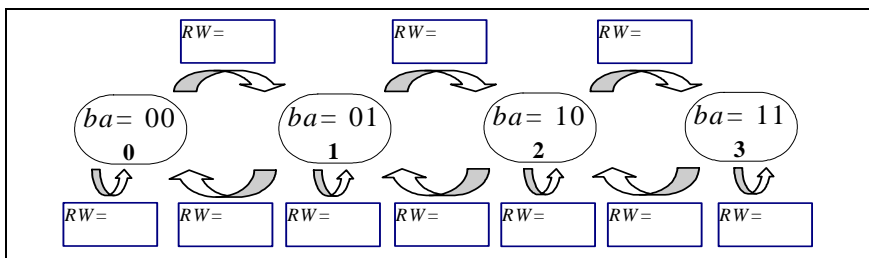 RW= RW= RW=
ba= 00 ba= 01 ba= 10 ba= 11
0 1 2 3
RW= RW= RW= RW= RW= RW= RW=